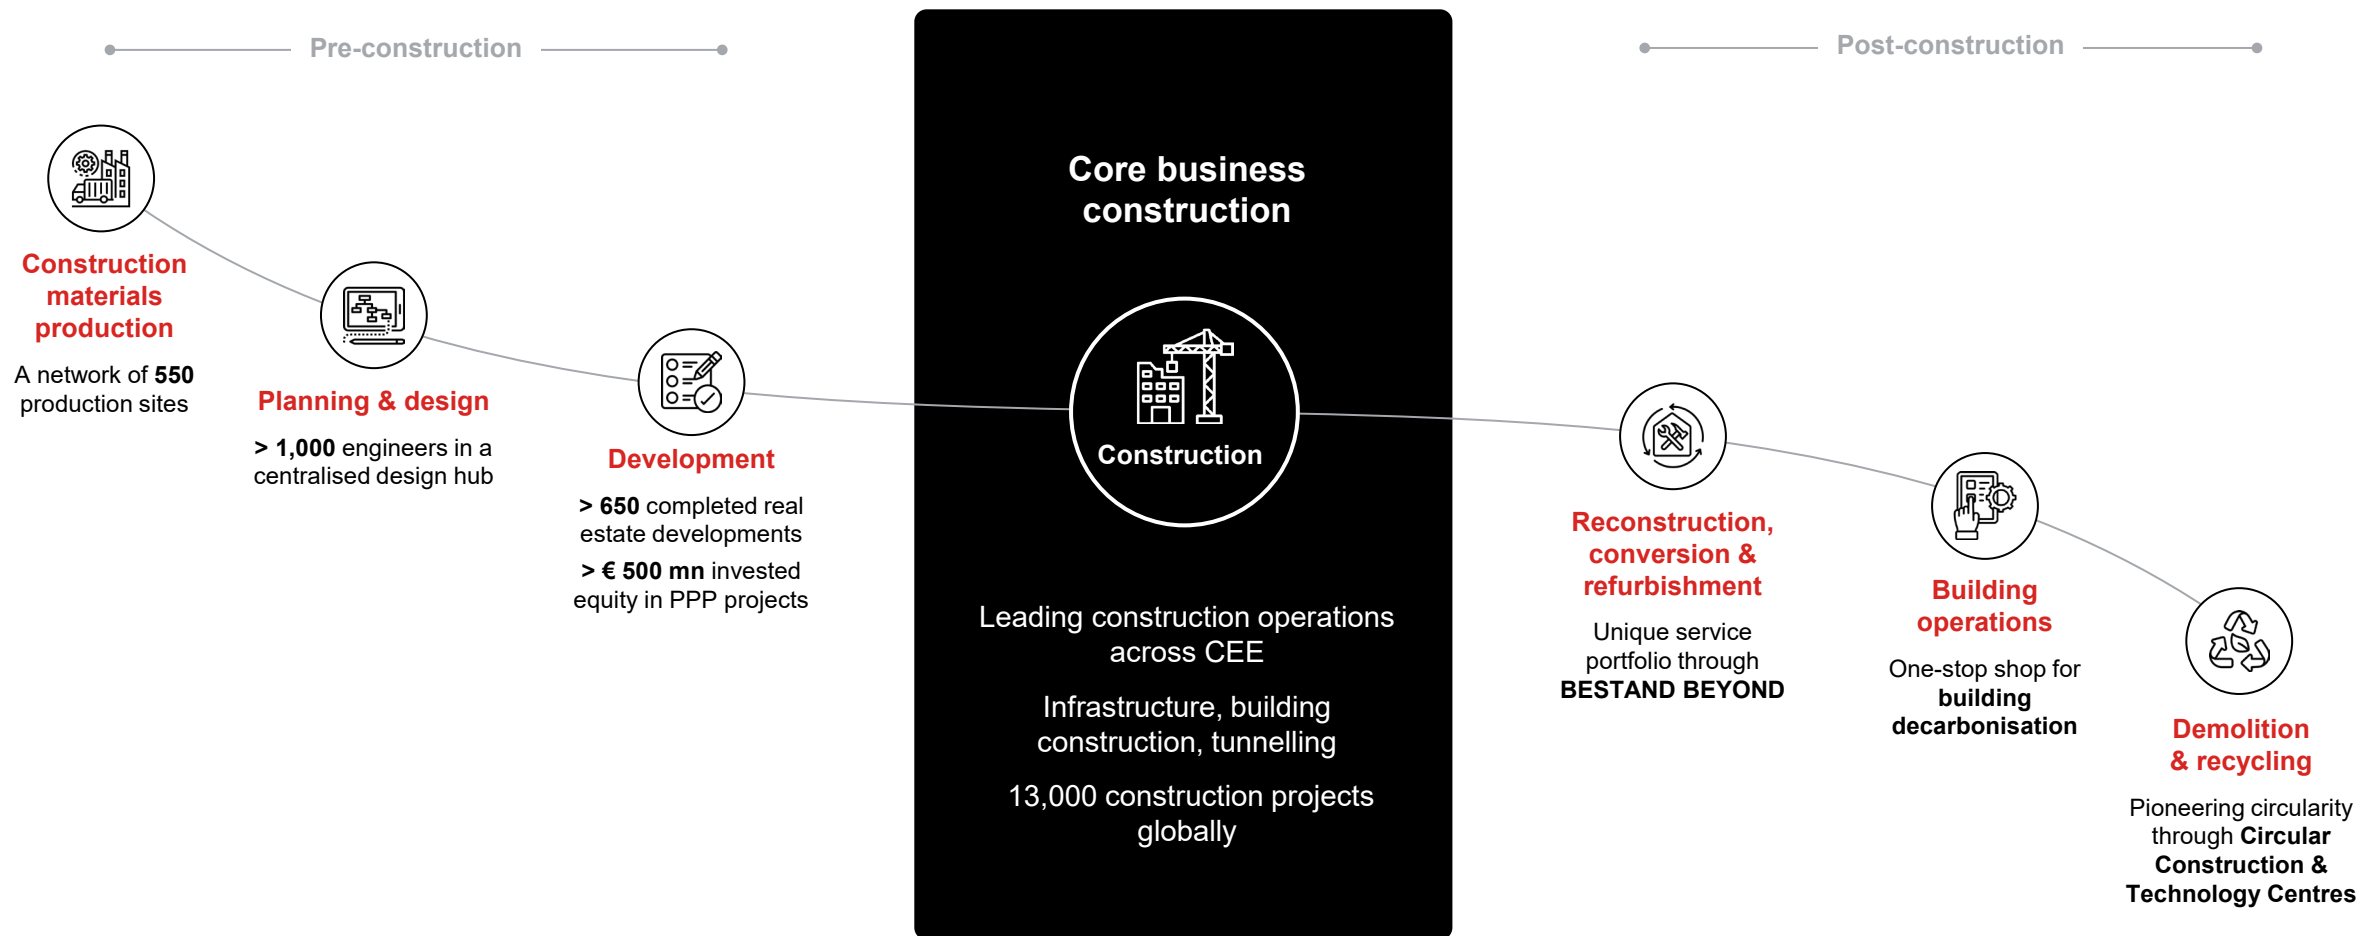 Pre-construction
Construction
materials
production
A network of 550
production sites
Planning & design
> 1,000 engineers in a
centralised design hub
Development
> 650 completed real
estate developments
> € 500 mn invested
equity in PPP projects
Core business
construction
Construction
Leading construction operations
across CEE
Infrastructure, building
construction, tunnelling
13,000 construction projects
globally
Post-construction
Reconstruction,
conversion &
refurbishment
Unique service
portfolio through
BESTAND BEYOND
Building
operations
One-stop shop for
building
decarbonisation
Demolition
& recycling
Pioneering circularity
through Circular
Construction &
Technology Centres